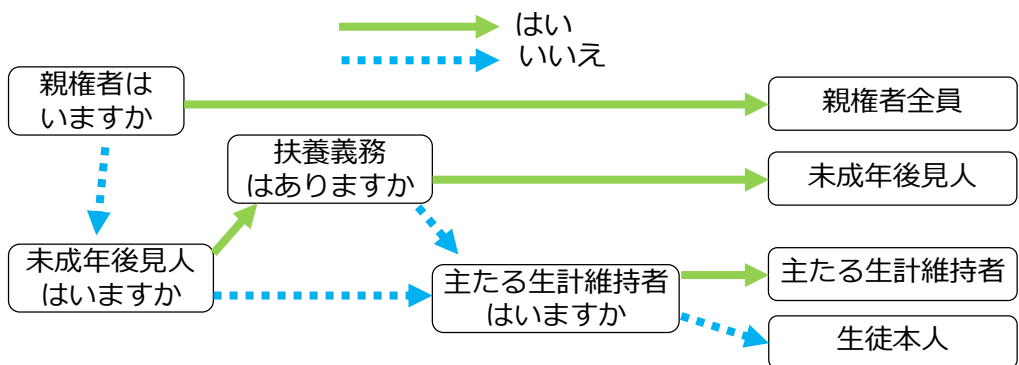 はい
いいえ
親権者は
いますか
親権者全員
扶養義務
はありますか
未成年後見人
未成年後見人
はいますか
主たる生計維持者
はいますか
主たる生計維持者
生徒本人